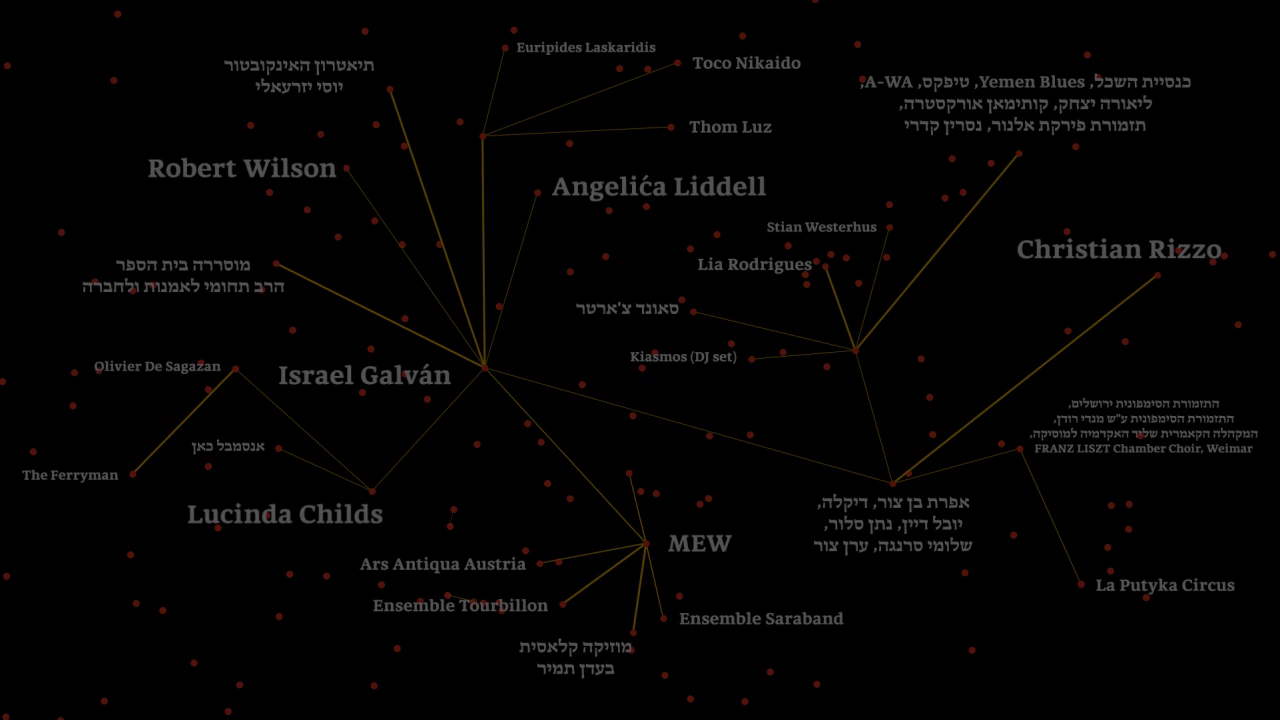 Euripides Laskaridis
Toco Nikaido
תיאטרון האינקובטור
יוסי יזרעאלי
כנסיית השכל, Yemen Blues, טיפקס, A-WA,
ליאורה יצחק, קותימאן אורקסטרה,
תזמורת פירקת אלנור, נסרין קדרי
Thom Luz
Robert Wilson
Angelića Liddell
Stian Westerhus
Christian Rizzo
Lia Rodrigues
מוסררה בית הספר
הרב תחומי לאמנות ולחברה
סאונד צ'ארטר
Kiasmos (DJ set)
Olivier De Sagazan
Israel Galván
התזמורת הסימפונית ירושלים,
התזמורת הסימפונית ע"ש מנדי רודן,
המקהלה הקאמרית שליד האקדמיה למוסיקה,
FRANZ LISZT Chamber Choir, Weimar
אנסמבל כאן
The Ferryman
Lucinda Childs
אפרת בן צור, דיקלה,
יובל דיין, נתן סלור,
שלומי סרנגה, ערן צור
MEW
Ars Antiqua Austria
La Putyka Circus
Ensemble Tourbillon
Ensemble Saraband
מוזיקה קלאסית
בעדן תמיר